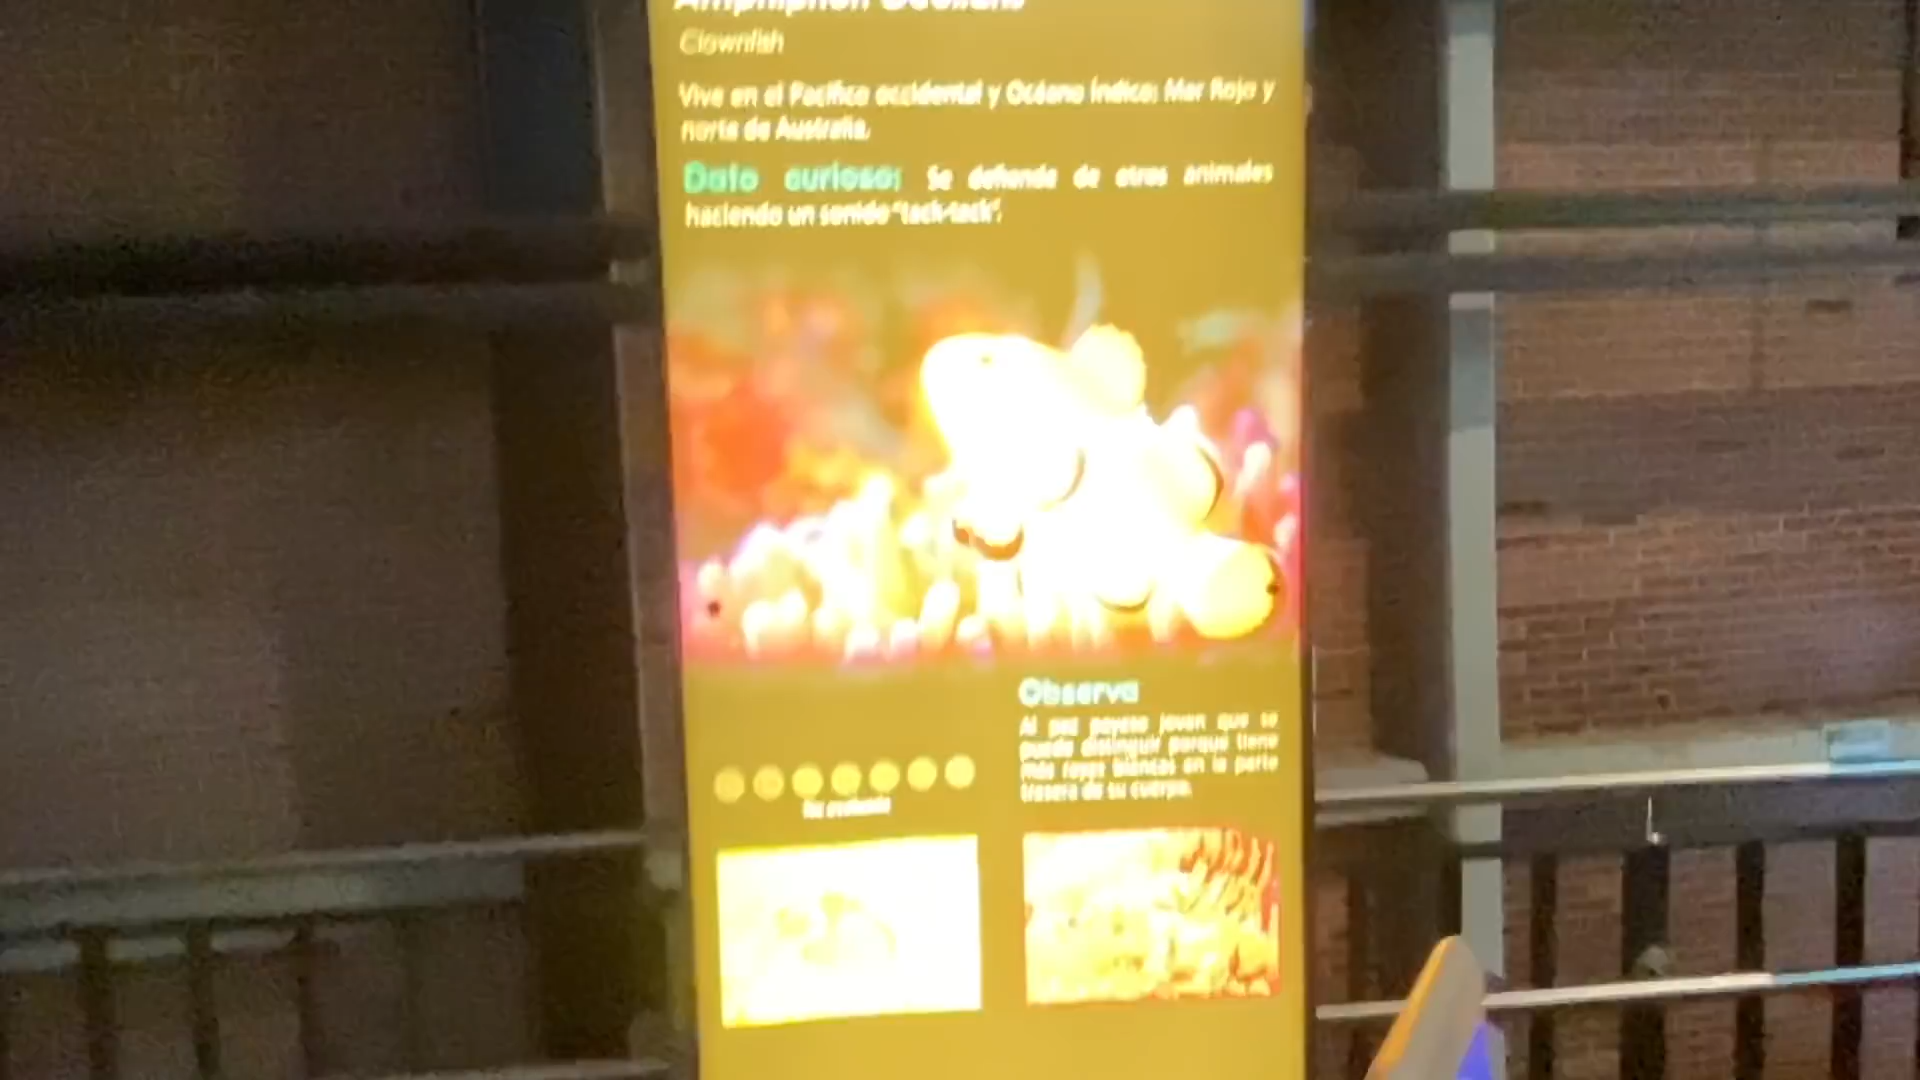 Clownfish
Vive en el Pacífico occidental y Océano Índico; Mar Rojo y
norte de Australia.
Dato curioso: Se defiende de otros animales
haciendo un sonido "tack-tack".
Observa
Al pez payaso joven que se
puede distinguir porque tiene
más rayas blancas en la parte
trasera de su cuerpo.